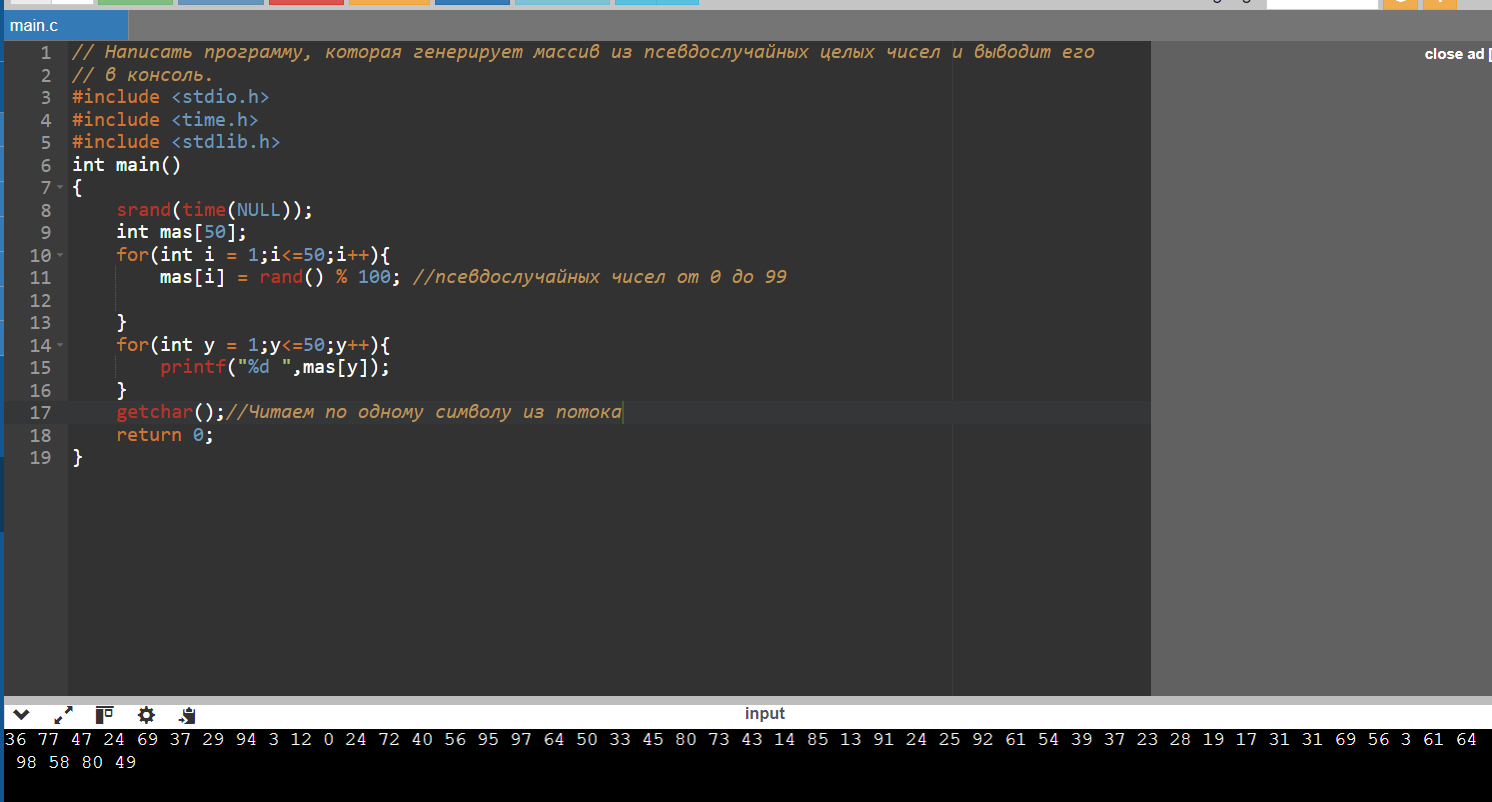 main.c
close ad [
1 // Написать программу, которая генерирует массив из псевдослучайных целых чисел и выводит его
2 // в консоль.
3 #include <stdio.h>
4 #include <time.h>
5 #include <stdlib.h>
6 int main()
7 {
8 srand(time(NULL));
9 int mas[50];
10 for(int i = 1;i<=50;i++){
11 mas[i] = rand() % 100; //псевдослучайных чисел от 0 до 99
12
13 }
14 for(int y = 1;y<=50;y++){
15 printf("%d ",mas[y]);
16 }
17 getchar();//Читаем по одному символу из потока
18 return 0;
19 }
input
36 77 47 24 69 37 29 94 3 12 0 24 72 40 56 95 97 64 50 33 45 80 73 43 14 85 13 91 24 25 92 61 54 39 37 23 28 19 17 31 31 69 56 3 61 64
98 58 80 49